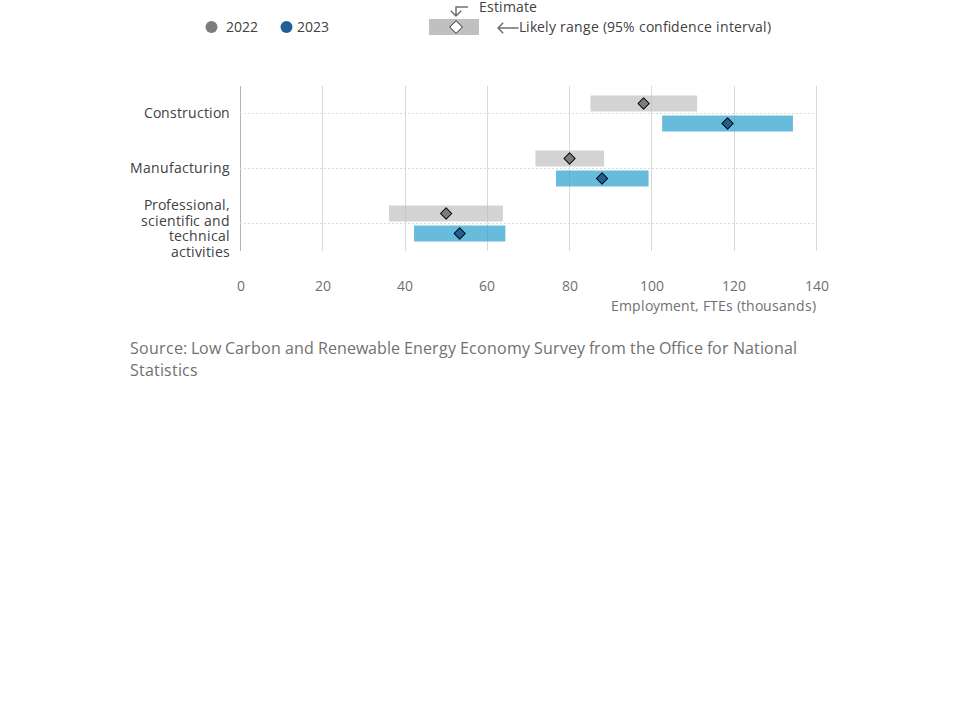 Estimate
2022
2023
Likely range (95% confidence interval)
Construction
Manufacturing
Professional,
scientific and
technical
activities
0 20 40 60 80 100 120 140
Employment, FTEs (thousands)
Source: Low Carbon and Renewable Energy Economy Survey from the Office for National
Statistics